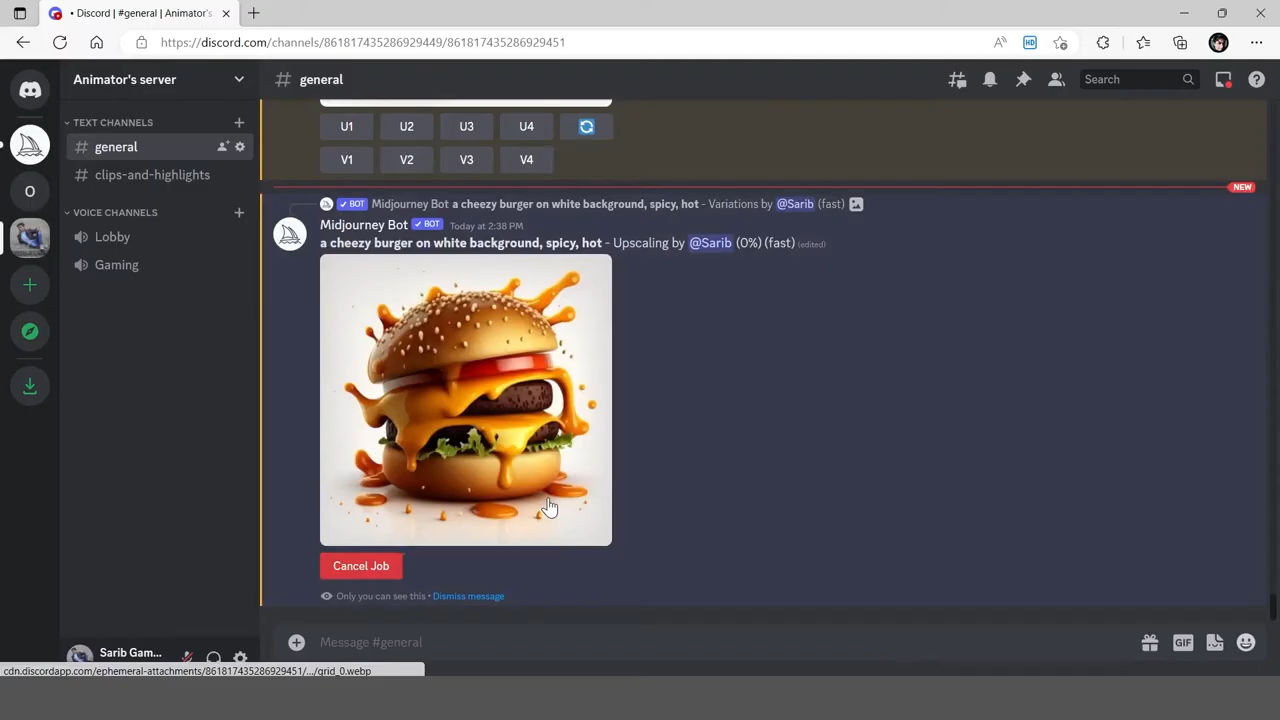 • Discord | #general | Animator's
https://discord.com/channels/861817435286929449/861817435286929451
HD
Animator's server
# general
Search
TEXT CHANNELS
general
clips-and-highlights
VOICE CHANNELS
Lobby
Gaming
O
U1 U2 U3 U4
V1 V2 V3 V4
NEW
BOT Midjourney Bot a cheezy burger on white background, spicy, hot - Variations by @Sarib (fast)
Midjourney Bot BOT Today at 2:38 PM
a cheezy burger on white background, spicy, hot - Upscaling by @Sarib (0%) (fast) (edited)
Cancel Job
Only you can see this • Dismiss message
Message #general
GIF
Sarib Gam...
cdn.discordapp.com/ephemeral-attachments/861817435286929451/.../grid_0.webp